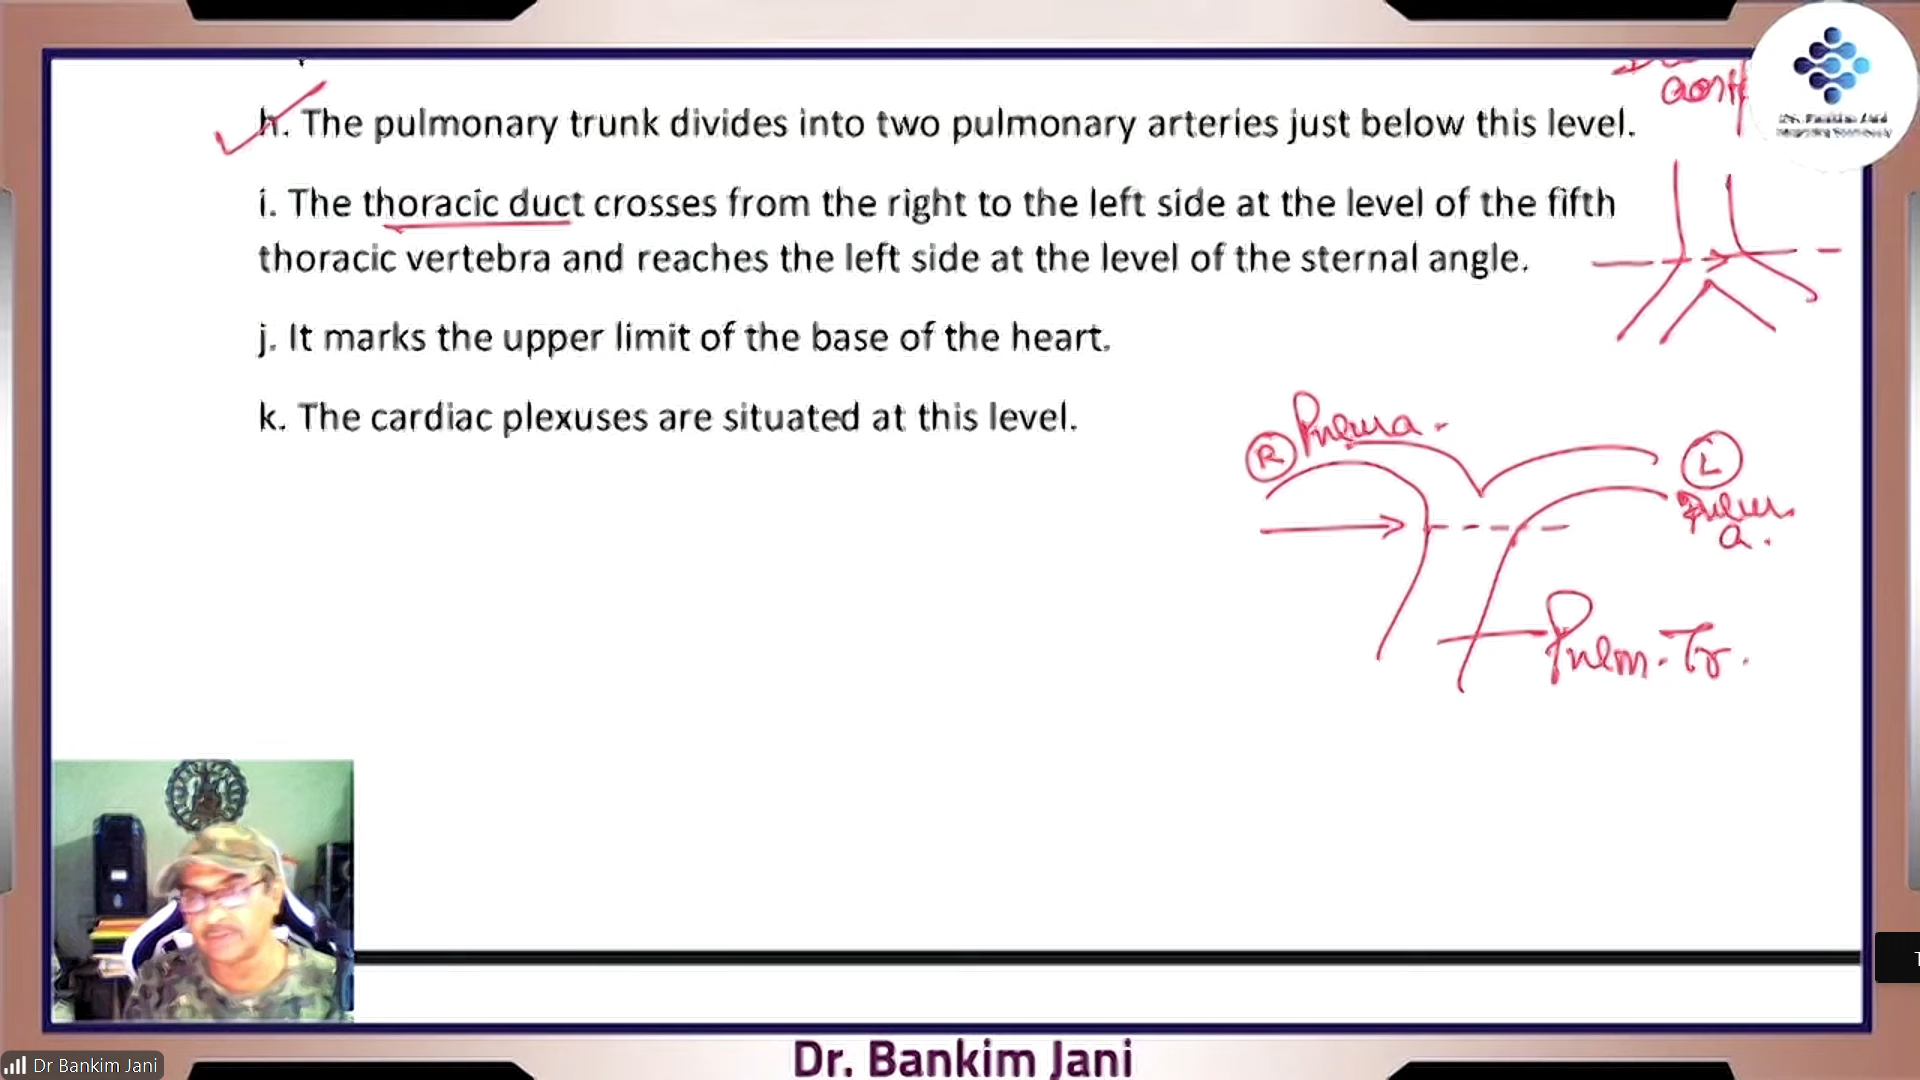 h. The pulmonary trunk divides into two pulmonary arteries just below this level.
i. The thoracic duct crosses from the right to the left side at the level of the fifth
thoracic vertebra and reaches the left side at the level of the sternal angle.
j. It marks the upper limit of the base of the heart.
k. The cardiac plexuses are situated at this level.
R
L
a.
Tr.
Dr Bankim Jani
Dr. Bankim Jani